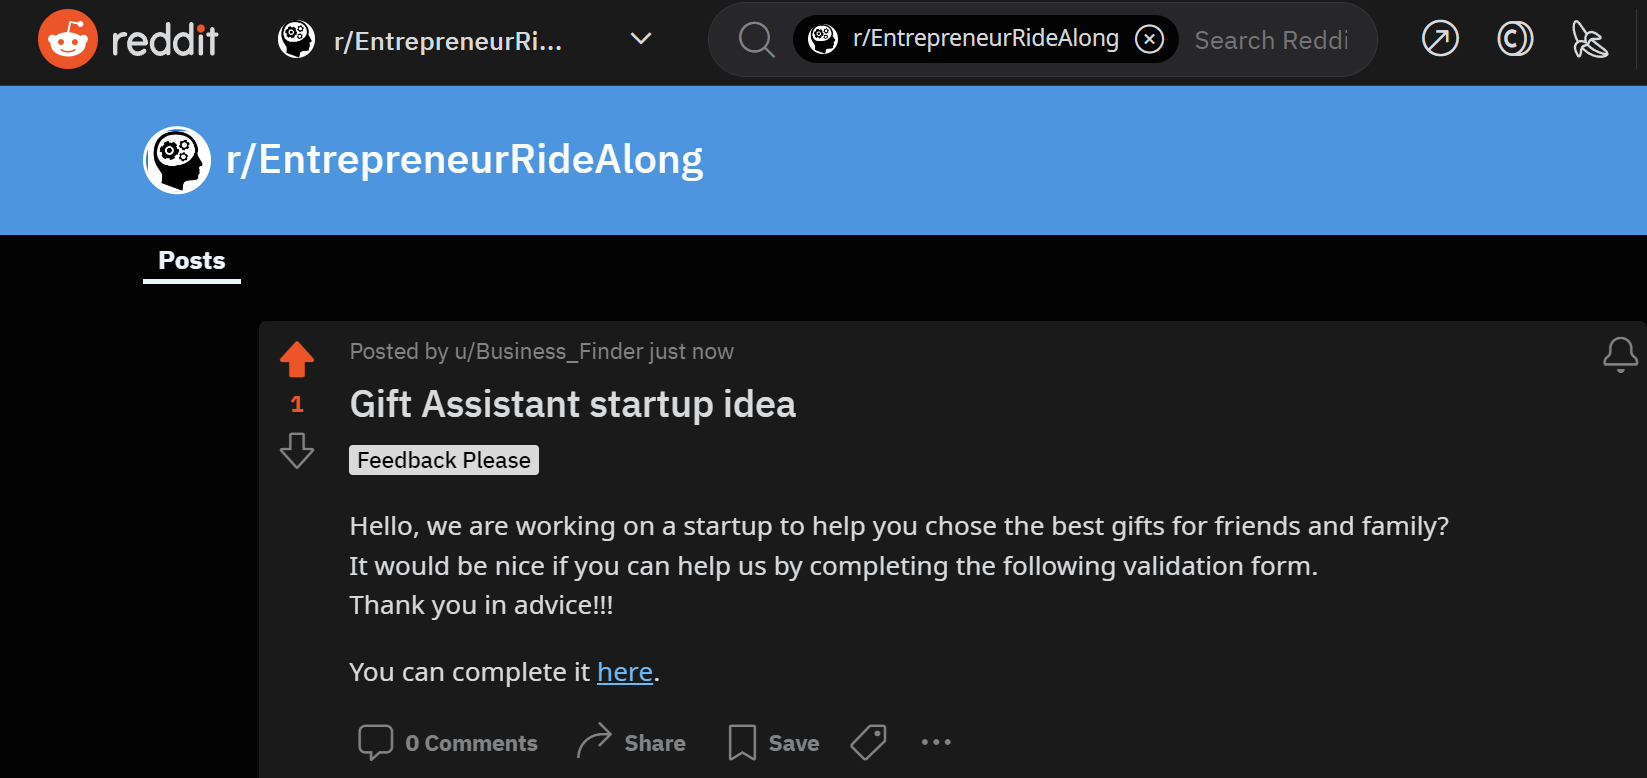 reddit
r/EntrepreneurRi...
r/EntrepreneurRideAlong
Search Reddi
r/EntrepreneurRideAlong
Posts
Posted by u/Business_Finder just now
1
Gift Assistant startup idea
Feedback Please
Hello, we are working on a startup to help you chose the best gifts for friends and family?
It would be nice if you can help us by completing the following validation form.
Thank you in advice!!!
You can complete it here.
0 Comments
Share
Save